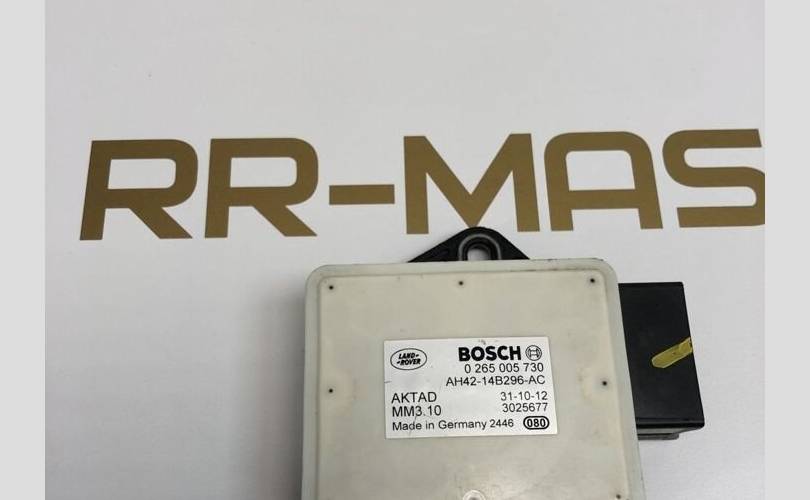 RR-MAS
LAND-
-ROVER
BOSCH
0 265 005 730
AH42-14B296-AC
AKTAD 31-10-12
MM3.10 3025677
Made in Germany 2446 080